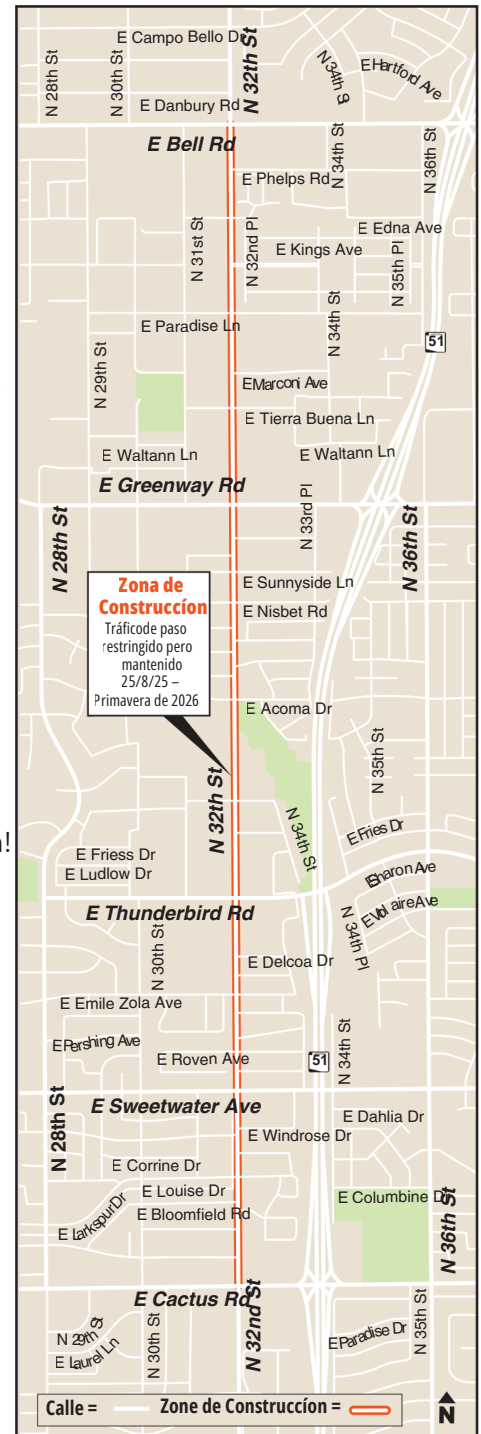 E Campo Bello Dr
N 32th St
N 34th St
E Hartford Ave
N 28th St
N 30th St
E Danbury Rd
E Bell Rd
N 34th St
N 36th St
E Phelps Rd
N 31st St
N 32nd Pl
E Edna Ave
E Kings Ave
N 35th Pl
E Paradise Ln
N 34th St
51
N 29th St
E Marconi Ave
E Tierra Buena Ln
E Waltann Ln
E Waltann Ln
E Greenway Rd
N 33rd Pl
N 28th St
N 36th St
Zona de
Construccíon
Tráficode paso
restringido pero
mantenido
25/8/25 –
Primavera de 2026
E Sunnyside Ln
E Nisbet Rd
E Acoma Dr
N 35th St
N 32th St
N 34th St
E Fries Dr
n!
E Friess Dr
E Ludlow Dr
E Sharon Ave
E Voltaire Ave
E Thunderbird Rd
N 34th Pl
N 30th St
E Delcoa Dr
E Emile Zola Ave
E Pershing Ave
E Roven Ave
51
N 34th St
E Sweetwater Ave
E Dahlia Dr
N 28th St
E Windrose Dr
E Corrine Dr
E Louise Dr
E Columbine Dr
N 36th St
E Larkspur Dr
E Bloomfield Rd
E Cactus Rd
N 32nd St
N 29th St
N 30th St
E Laurel Ln
E Paradise Dr
N 35th St
Calle =
Zone de Construccíon =
N